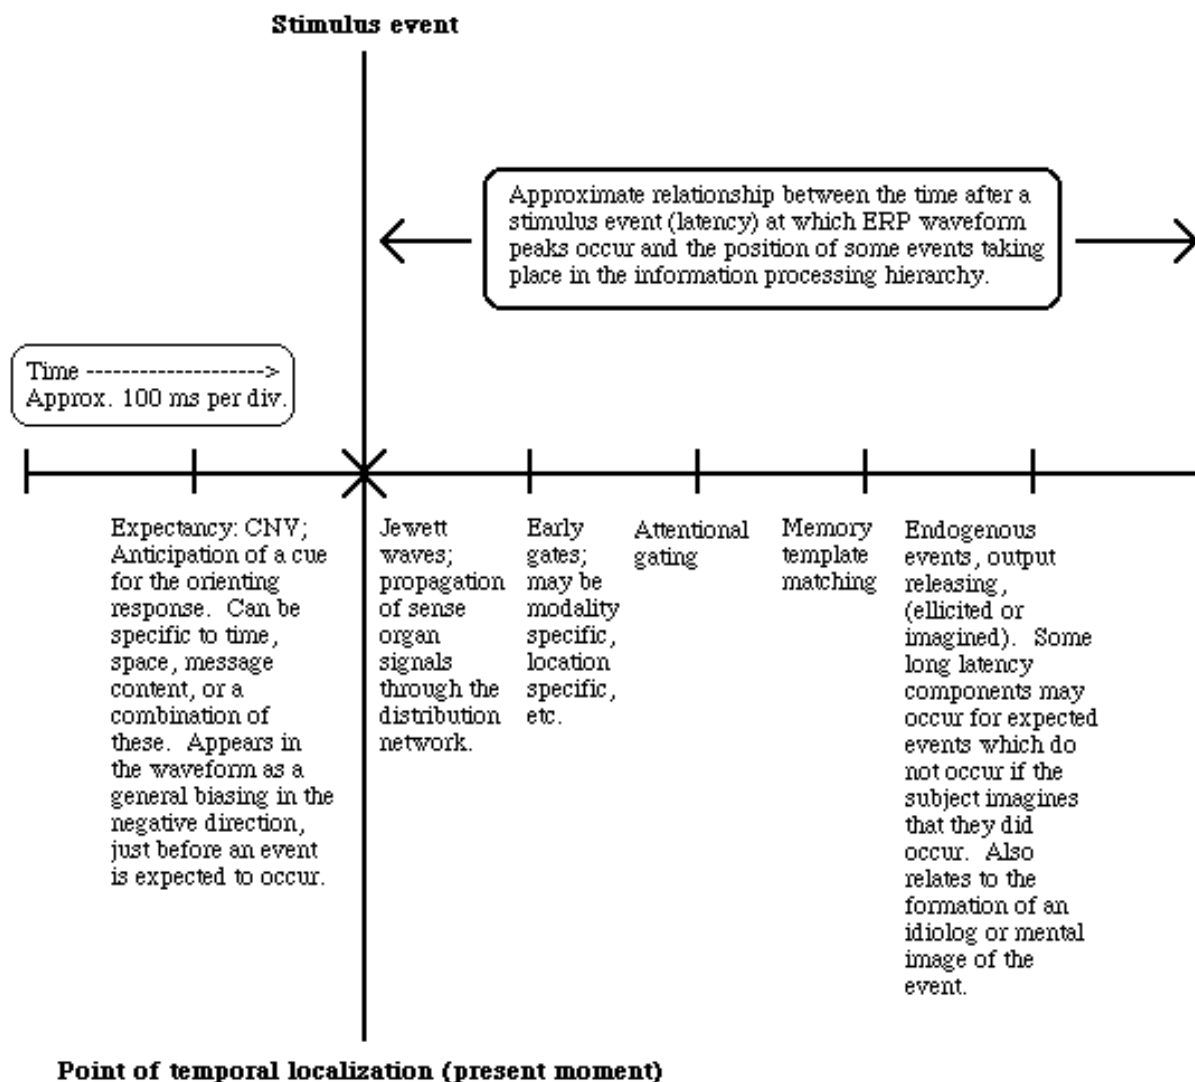 Stimulus event
Approximate relationship between the time after a
stimulus event (latency) at which ERP waveform
peaks occur and the position of some events taking
place in the information processing hierarchy.
Time --------------------->
Approx. 100 ms per div.
Expectancy: CNV;
Anticipation of a cue
for the orienting
response. Can be
specific to time,
space, message
content, or a
combination of
these. Appears in
the waveform as a
general biasing in the
negative direction,
just before an event
is expected to occur.
Jewett
waves;
propagation
of sense
organ
signals
through the
distribution
network.
Early
gates;
may be
modality
specific,
location
specific,
etc.
Attentional
gating
Memory
template
matching
Endogenous
events, output
releasing,
(ellicited or
imagined). Some
long latency
components may
occur for expected
events which do
not occur if the
subject imagines
that they did
occur. Also
relates to the
formation of an
idiolog or mental
image of the
event.
Point of temporal localization (present moment)